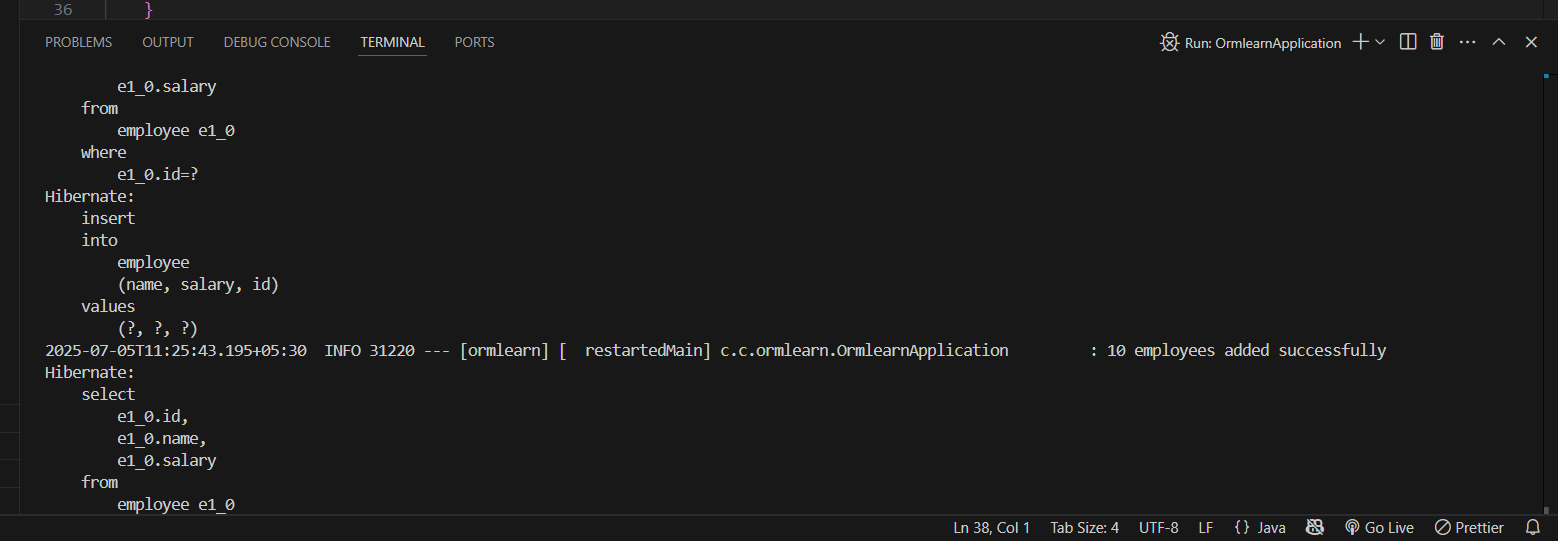 36 }
PROBLEMS OUTPUT DEBUG CONSOLE TERMINAL PORTS Run: OrmlearnApplication
e1_0.salary
from
employee e1_0
where
e1_0.id=?
Hibernate:
insert
into
employee
(name, salary, id)
values
(?, ?, ?)
2025-07-05T11:25:43.195+05:30  INFO 31220 --- [ormlearn] [  restartedMain] c.c.ormlearn.OrmlearnApplication         : 10 employees added successfully
Hibernate:
select
e1_0.id,
e1_0.name,
e1_0.salary
from
employee e1_0
Ln 38, Col 1 Tab Size: 4 UTF-8 LF {} Java Go Live Prettier